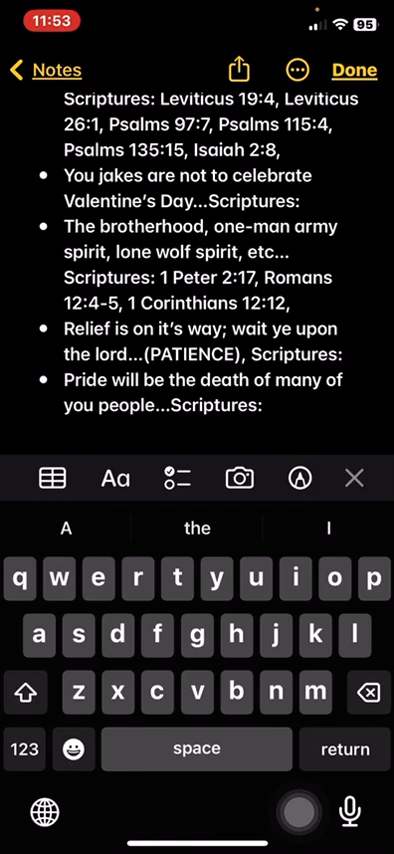 11:53
95
Notes
Done
Scriptures: Leviticus 19:4, Leviticus
26:1, Psalms 97:7, Psalms 115:4,
Psalms 135:15, Isaiah 2:8,
• You jakes are not to celebrate
Valentine's Day...Scriptures:
• The brotherhood, one-man army
spirit, lone wolf spirit, etc...
Scriptures: 1 Peter 2:17, Romans
12:4-5, 1 Corinthians 12:12,
• Relief is on it's way; wait ye upon
the lord...(PATIENCE), Scriptures:
• Pride will be the death of many of
you people...Scriptures:
Aa
A the I
q w e r t y u i o p
a s d f g h j k l
z x c v b n m
123 space return